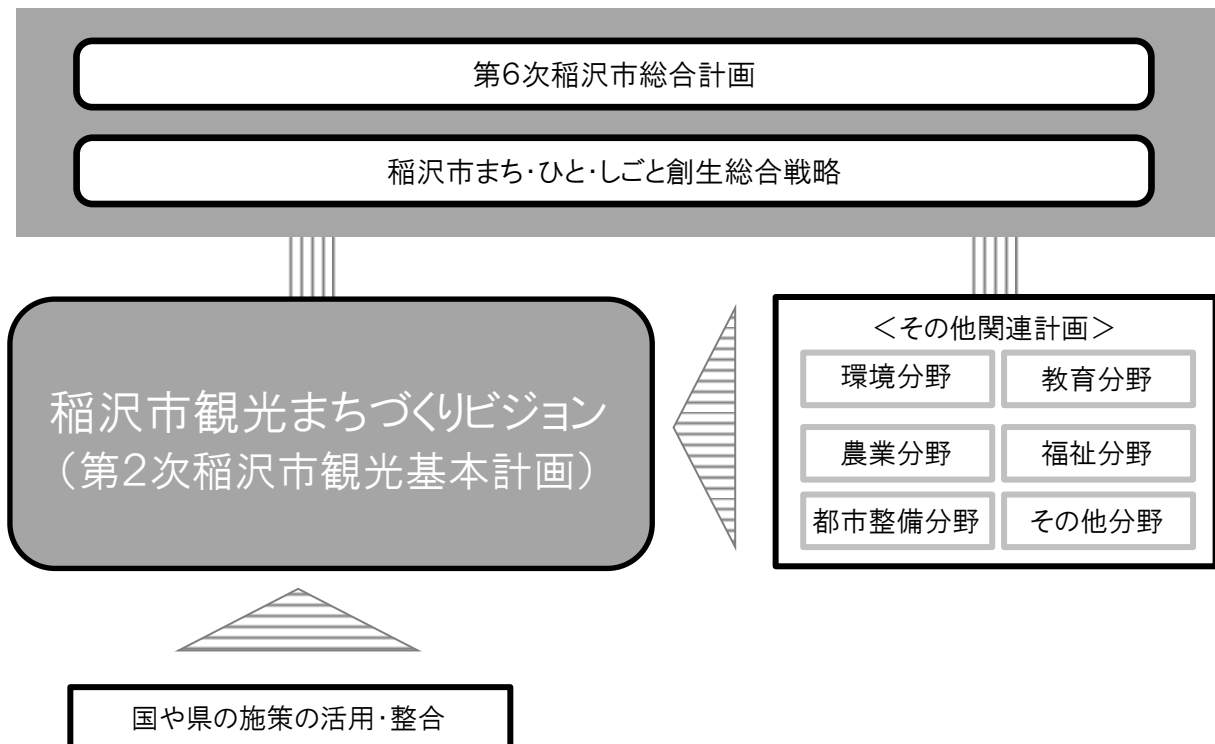 第6次稲沢市総合計画
稲沢市まち・ひと・しごと創生総合戦略
稲沢市観光まちづくりビジョン
（第2次稲沢市観光基本計画）
＜その他関連計画＞
環境分野
教育分野
農業分野
福祉分野
都市整備分野
その他分野
国や県の施策の活用・整合